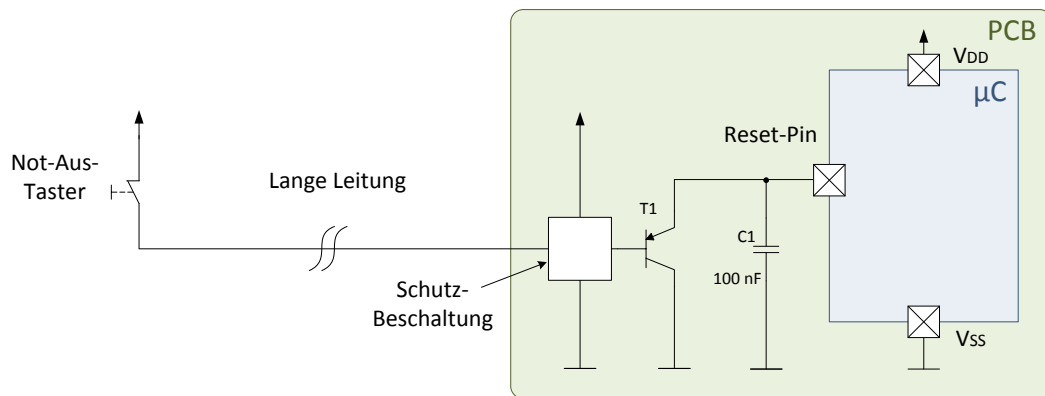 PCB
VDD
µC
Reset-Pin
Not-Aus-
Taster
Lange Leitung
T1
C1
100 nF
Schutz-
Beschaltung
VSS